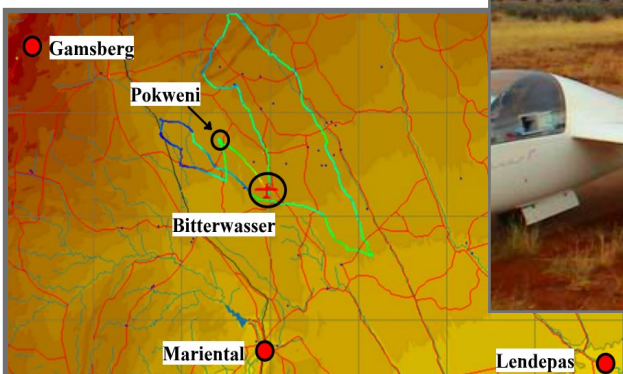 Gamsberg
Pokweni
Bitterwasser
Mariental
Lendepas